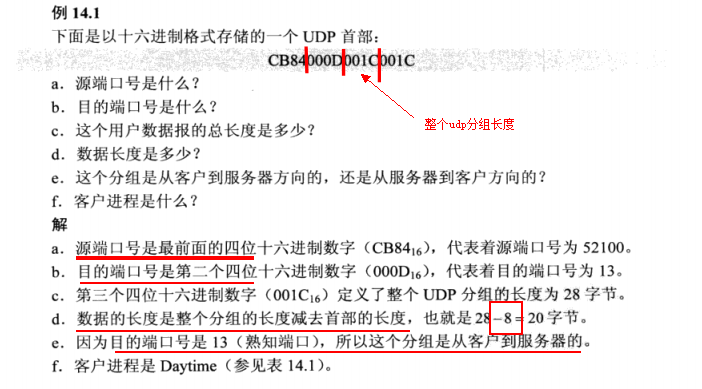 例 14.1
下面是以十六进制格式存储的一个 UDP 首部：
CB84000D001C001C
a．源端口号是什么？
b．目的端口号是什么？
整个udp分组长度
c．这个用户数据报的总长度是多少？
d．数据长度是多少？
e．这个分组是从客户到服务器方向的，还是从服务器到客户方向的？
f．客户进程是什么？
解
a．源端口号是最前面的四位十六进制数字（CB84₁₆），代表着源端口号为 52100。
b．目的端口号是第二个四位十六进制数字（000D₁₆），代表着目的端口号为 13。
c．第三个四位十六进制数字（001C₁₆）定义了整个 UDP 分组的长度为 28 字节。
d．数据的长度是整个分组的长度减去首部的长度，也就是 28－8＝20 字节。
e．因为目的端口号是 13（熟知端口），所以这个分组是从客户到服务器的。
f．客户进程是 Daytime（参见表 14.1）。